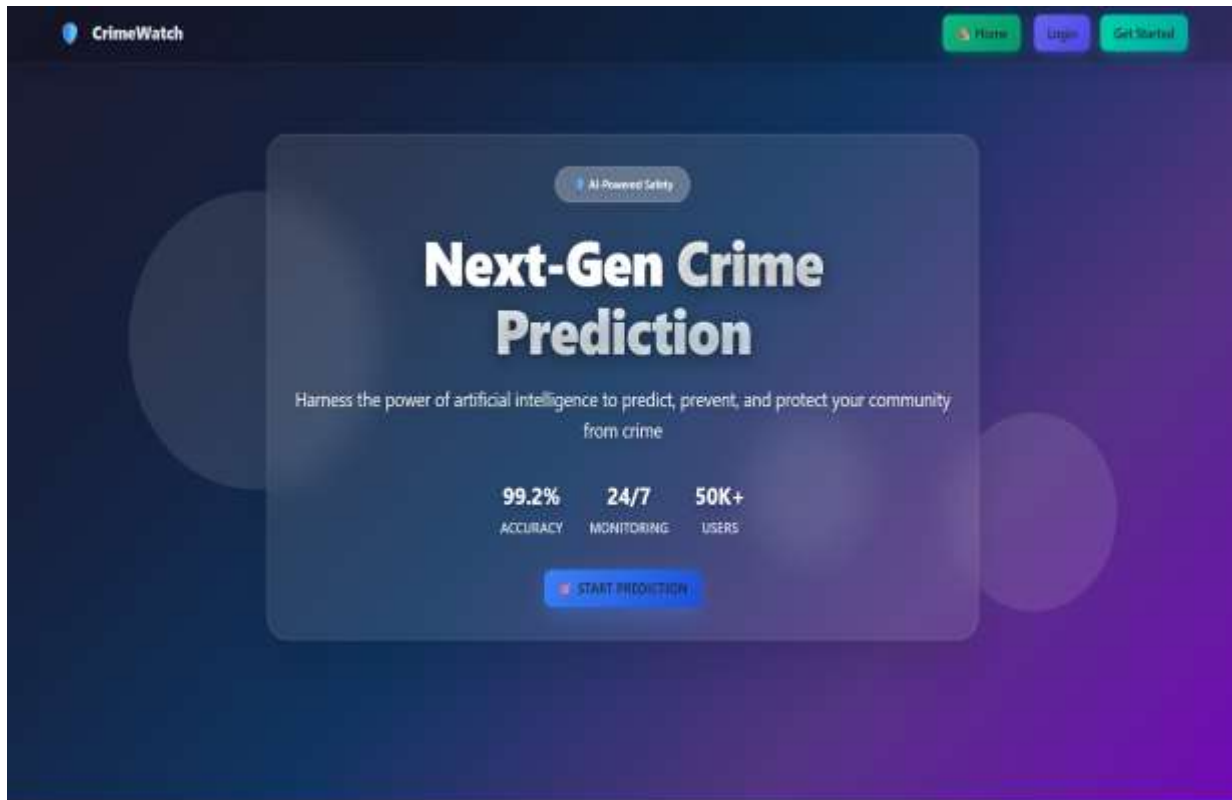 CrimeWatch
Home
Login
Get Started
AI-Powered Safety
Next-Gen Crime
Prediction
Harness the power of artificial intelligence to predict, prevent, and protect your community
from crime
99.2% 24/7 50K+
ACCURACY MONITORING USERS
START PREDICTION